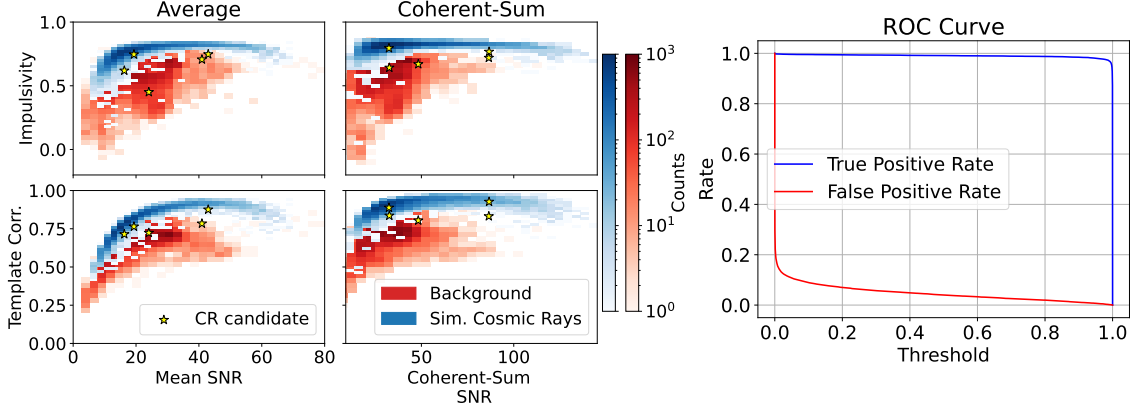 Average
Coherent-Sum
Impulsivity
1.0
0.5
0.0
Template Corr.
1.00
0.75
0.50
0.25
0.00
0
20
40
60
80
Mean SNR
CR candidate
Background
Sim. Cosmic Rays
50
100
Coherent-Sum
SNR
10³
10²
10¹
10⁰
Counts
ROC Curve
Rate
1.0
0.8
0.6
0.4
0.2
0.0
True Positive Rate
False Positive Rate
0.0
0.2
0.4
0.6
0.8
1.0
Threshold